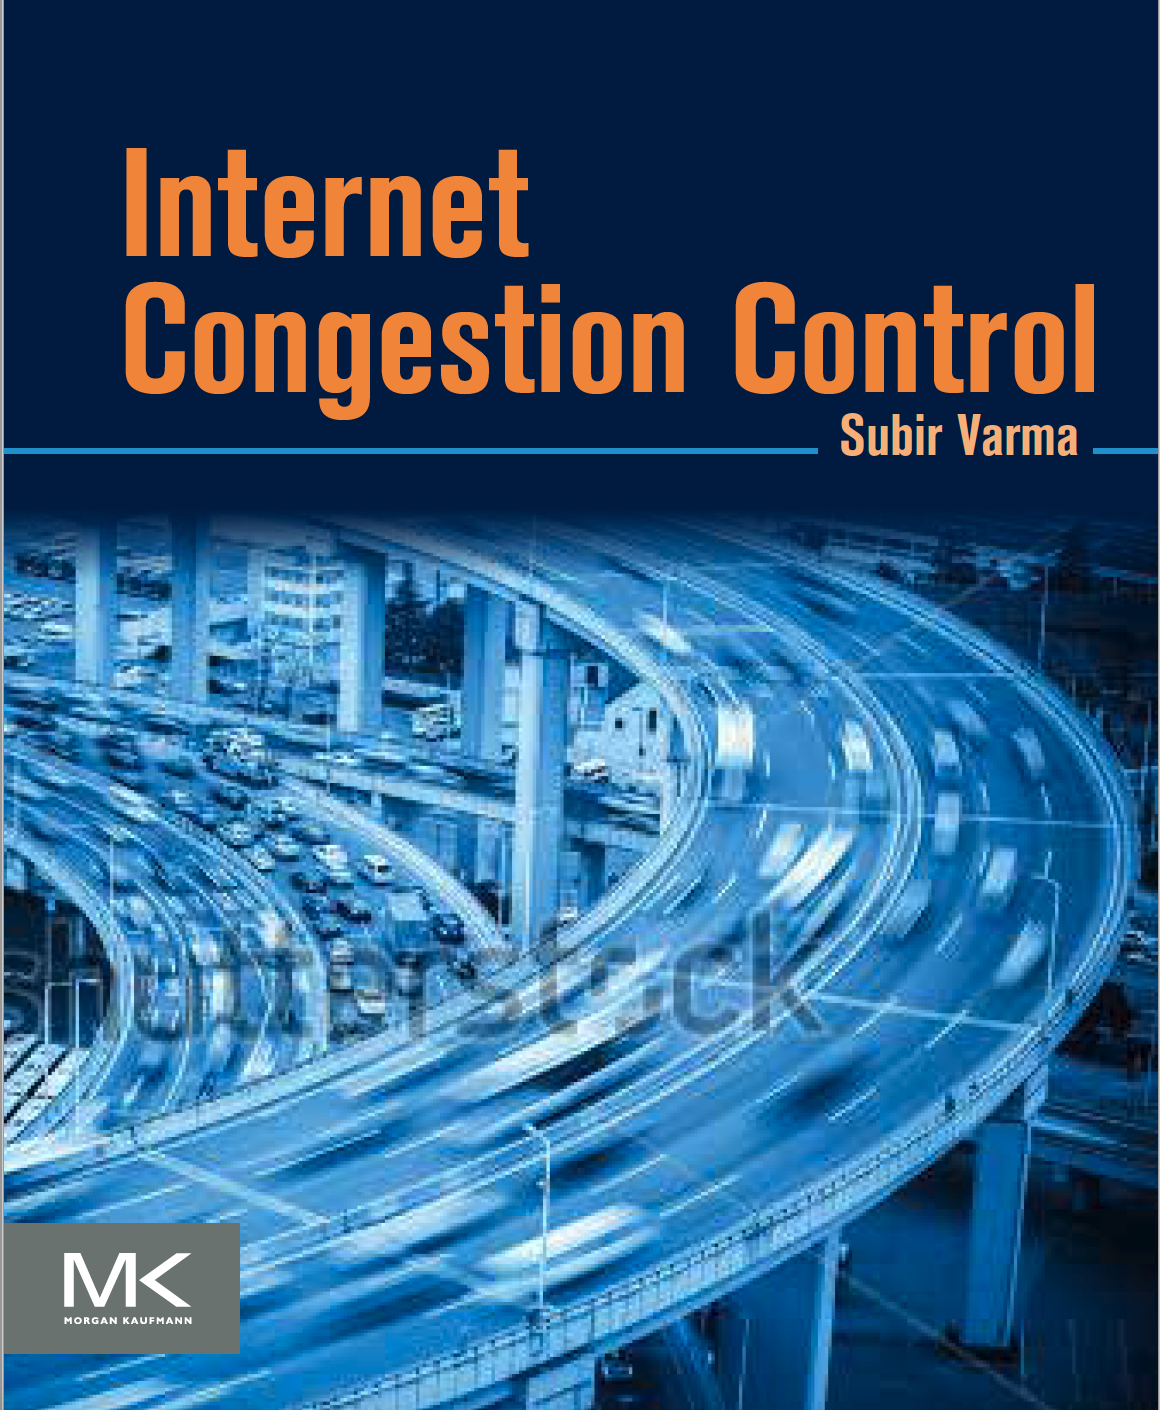 Internet
Congestion Control
Subir Varma
shutterstock
MK
MORGAN KAUFMANN